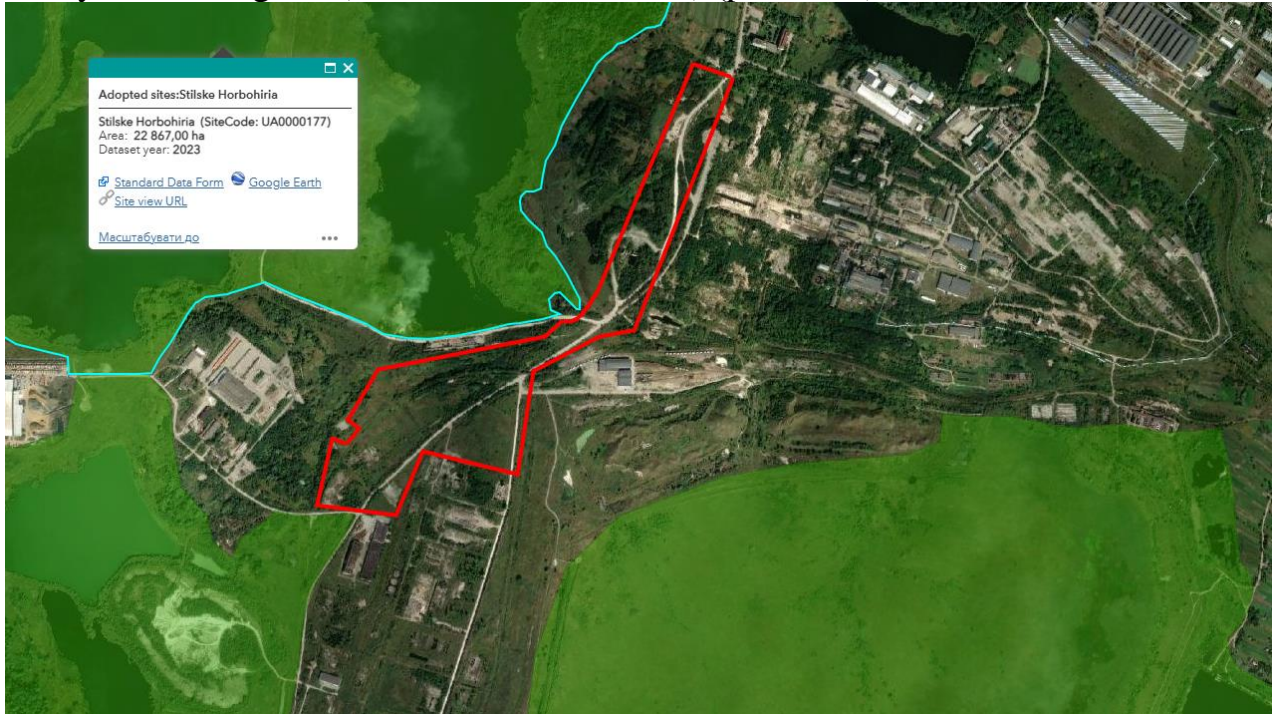 Adopted sites:Stilske Horbohiria
Stilske Horbohiria (SiteCode: UA0000177)
Area: 22 867,00 ha
Dataset year: 2023
Standard Data Form Google Earth
Site view URL
Масштабувати до